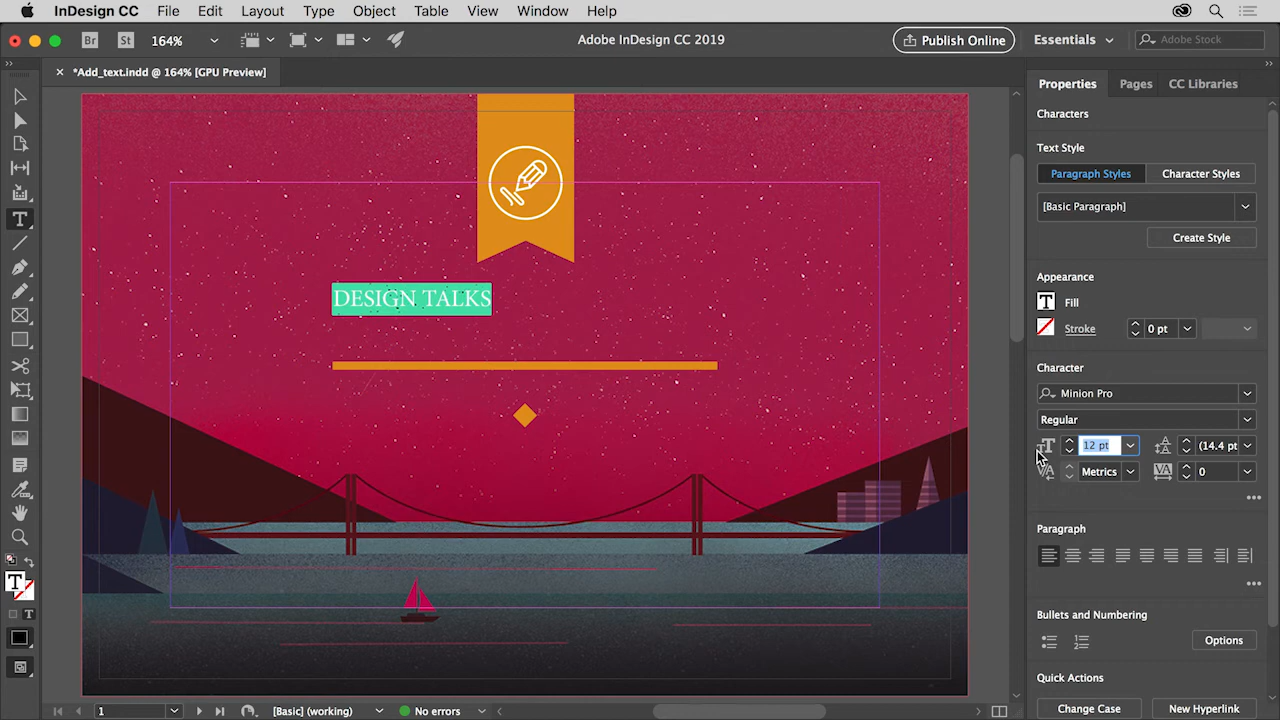 InDesign CC File Edit Layout Type Object Table View Window Help
Br St 164% Adobe InDesign CC 2019 Publish Online Essentials Adobe Stock
*Add_text.indd @ 164% [GPU Preview]
Properties Pages CC Libraries
Characters
Text Style
Paragraph Styles Character Styles
[Basic Paragraph]
Create Style
Appearance
T Fill
Stroke 0 pt
DESIGN TALKS
Character
Minion Pro
Regular
12 pt (14.4 pt
Metrics 0
Paragraph
Bullets and Numbering
Options
Quick Actions
Change Case New Hyperlink
1 [Basic] (working) No errors